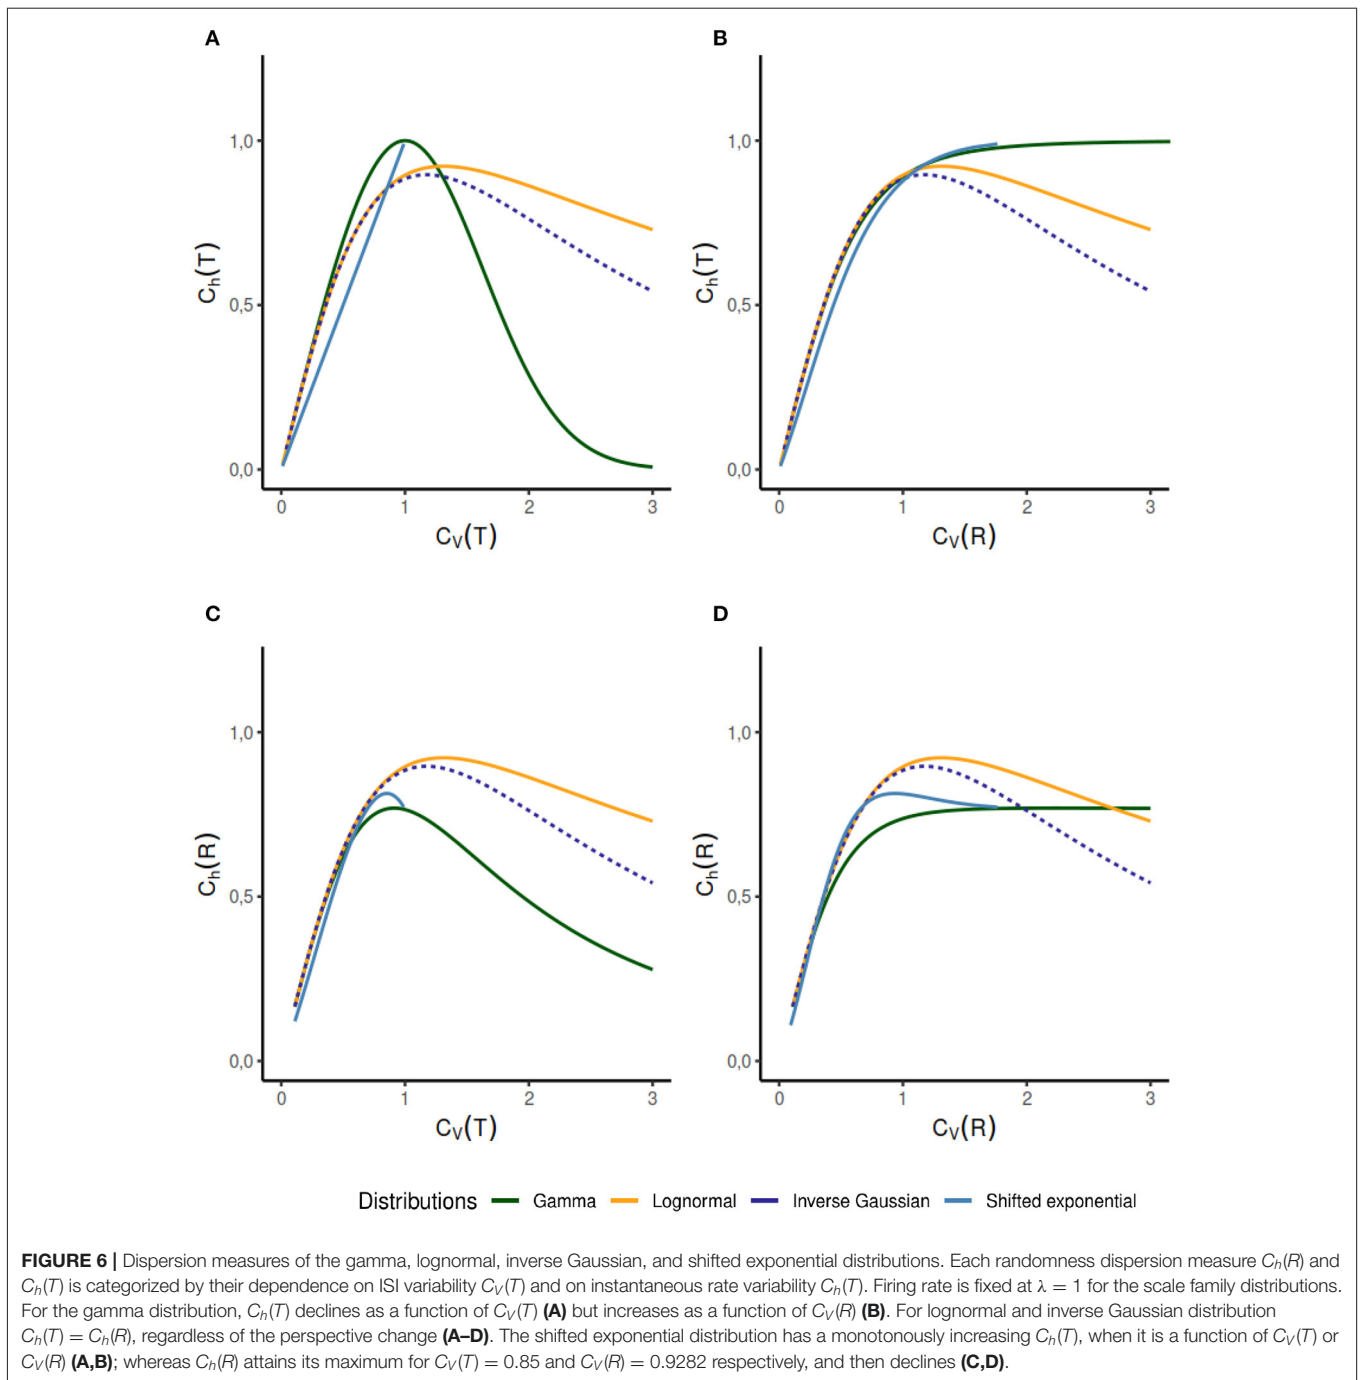 A
B
1,0
0,5
0,0
Ch(T)
0 1 2 3
CV(T)
1,0
0,5
0,0
Ch(T)
0 1 2 3
CV(R)
C
D
1,0
0,5
0,0
Ch(R)
0 1 2 3
CV(T)
1,0
0,5
0,0
Ch(R)
0 1 2 3
CV(R)
Distributions Gamma Lognormal Inverse Gaussian Shifted exponential
FIGURE 6 | Dispersion measures of the gamma, lognormal, inverse Gaussian, and shifted exponential distributions. Each randomness dispersion measure Ch(R) and
Ch(T) is categorized by their dependence on ISI variability CV(T) and on instantaneous rate variability Ch(T). Firing rate is fixed at λ = 1 for the scale family distributions.
For the gamma distribution, Ch(T) declines as a function of CV(T) (A) but increases as a function of CV(R) (B). For lognormal and inverse Gaussian distribution
Ch(T) = Ch(R), regardless of the perspective change (A–D). The shifted exponential distribution has a monotonously increasing Ch(T), when it is a function of CV(T) or
CV(R) (A,B); whereas Ch(R) attains its maximum for CV(T) = 0.85 and CV(R) = 0.9282 respectively, and then declines (C,D).